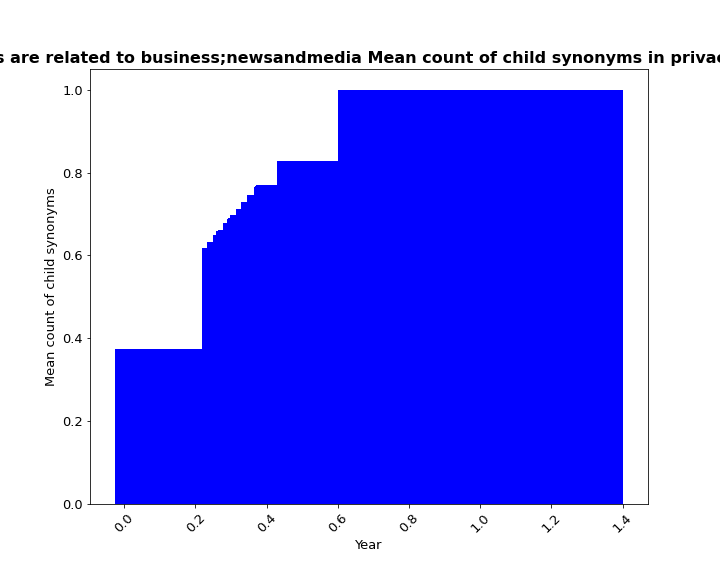 are related to business;newsandmedia Mean count of child synonyms in
1.0
0.8
0.6
0.4
0.2
0.0
Mean count of child synonyms
0.0 0.2 0.4 0.6 0.8 1.0 1.2 1.4
Year